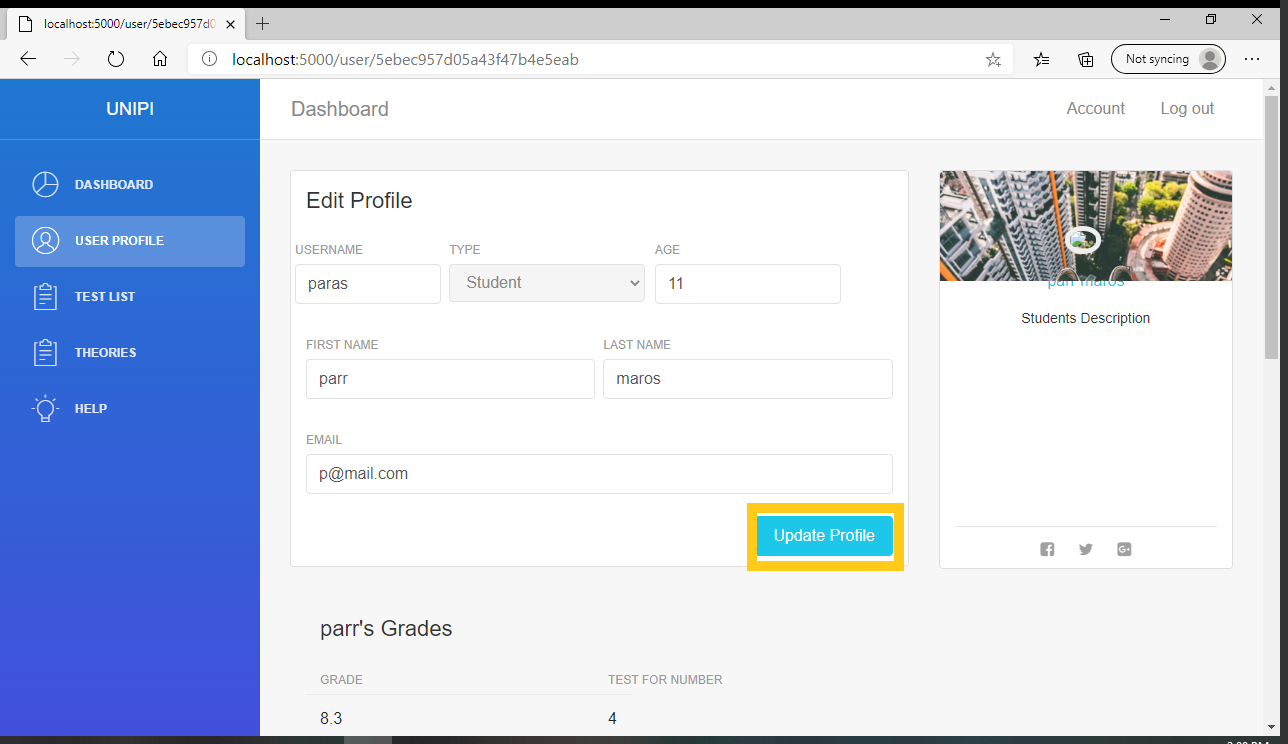 localhost:5000/user/5ebec957d0
localhost:5000/user/5ebec957d05a43f47b4e5eab
Not syncing
UNIPI
Dashboard
Account
Log out
DASHBOARD
USER PROFILE
TEST LIST
THEORIES
HELP
Edit Profile
USERNAME
TYPE
AGE
paras
Student
11
FIRST NAME
LAST NAME
parr
maros
EMAIL
p@mail.com
Update Profile
parr maros
Students Description
parr's Grades
GRADE
TEST FOR NUMBER
8.3
4